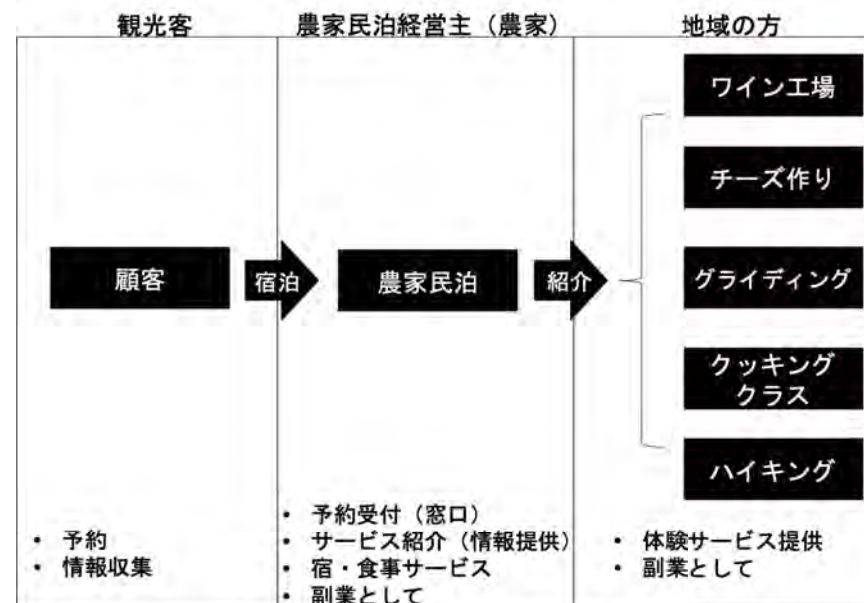 観光客
農家民泊経営主（農家）
地域の方
ワイン工場
チーズ作り
顧客
宿泊
農家民泊
紹介
グライディング
クッキング
クラス
ハイキング
• 予約
• 情報収集
• 予約受付（窓口）
• サービス紹介（情報提供）
• 宿・食事サービス
• 副業として
• 体験サービス提供
• 副業として